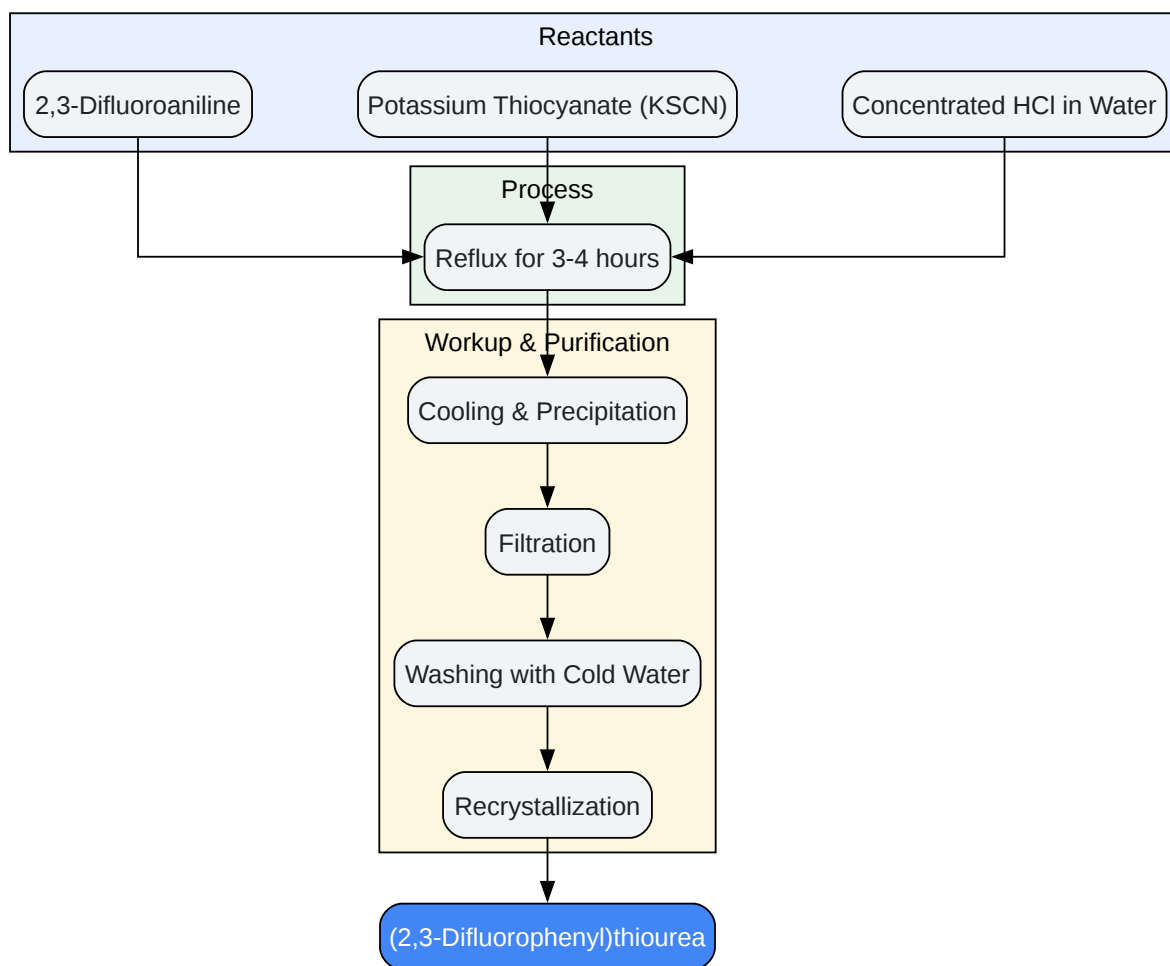 Reactants
2,3-Difluoroaniline
Potassium Thiocyanate (KSCN)
Concentrated HCl in Water
Process
Reflux for 3-4 hours
Workup & Purification
Cooling & Precipitation
Filtration
Washing with Cold Water
Recrystallization
(2,3-Difluorophenyl)thiourea